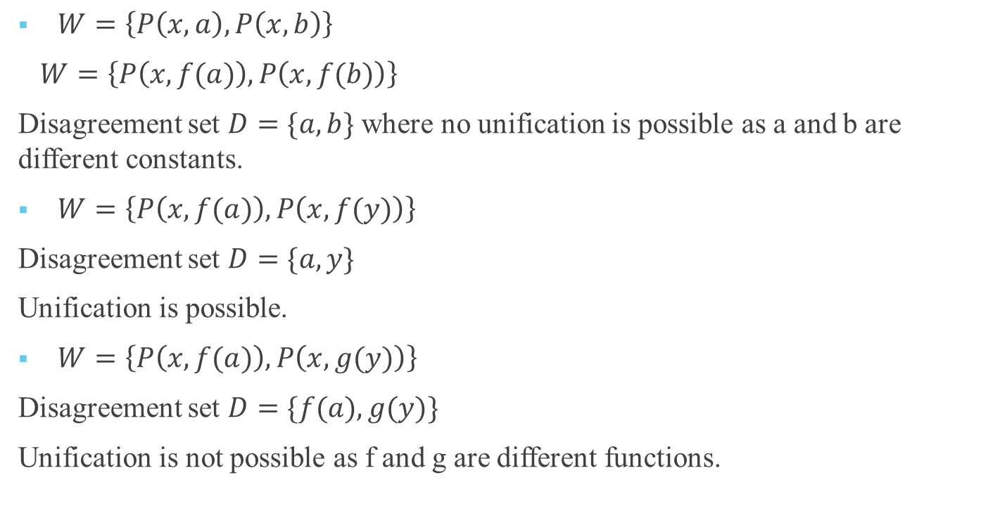 ▪ W = {P(x, a), P(x, b)}
W = {P(x, f(a)), P(x, f(b))}
Disagreement set D = {a, b} where no unification is possible as a and b are
different constants.
▪ W = {P(x, f(a)), P(x, f(y))}
Disagreement set D = {a, y}
Unification is possible.
▪ W = {P(x, f(a)), P(x, g(y))}
Disagreement set D = {f(a), g(y)}
Unification is not possible as f and g are different functions.